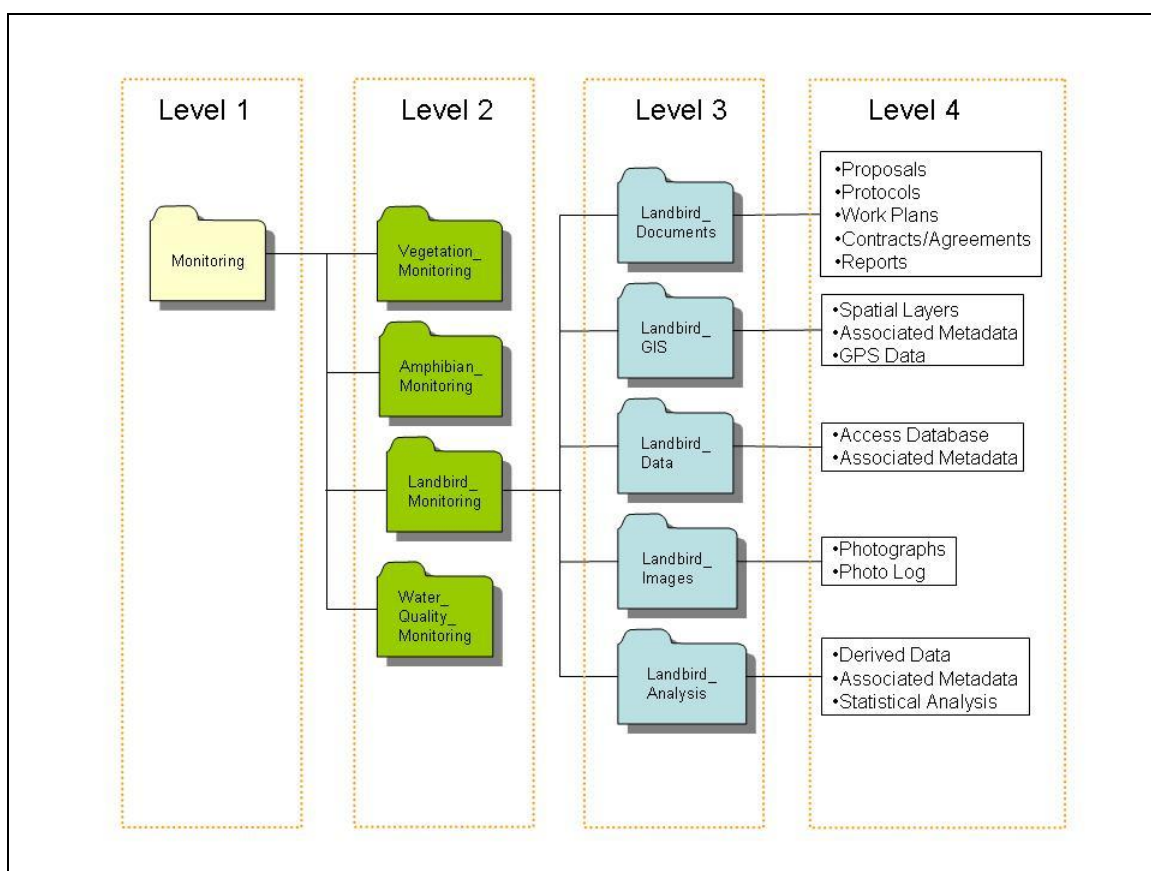 Level 1
Level 2
Level 3
Level 4
Monitoring
Vegetation_
Monitoring
Amphibian_
Monitoring
Landbird_
Monitoring
Water_
Quality_
Monitoring
Landbird_
Documents
Landbird_
GIS
Landbird_
Data
Landbird_
Images
Landbird_
Analysis
•Proposals
•Protocols
•Work Plans
•Contracts/Agreements
•Reports
•Spatial Layers
•Associated Metadata
•GPS Data
•Access Database
•Associated Metadata
•Photographs
•Photo Log
•Derived Data
•Associated Metadata
•Statistical Analysis